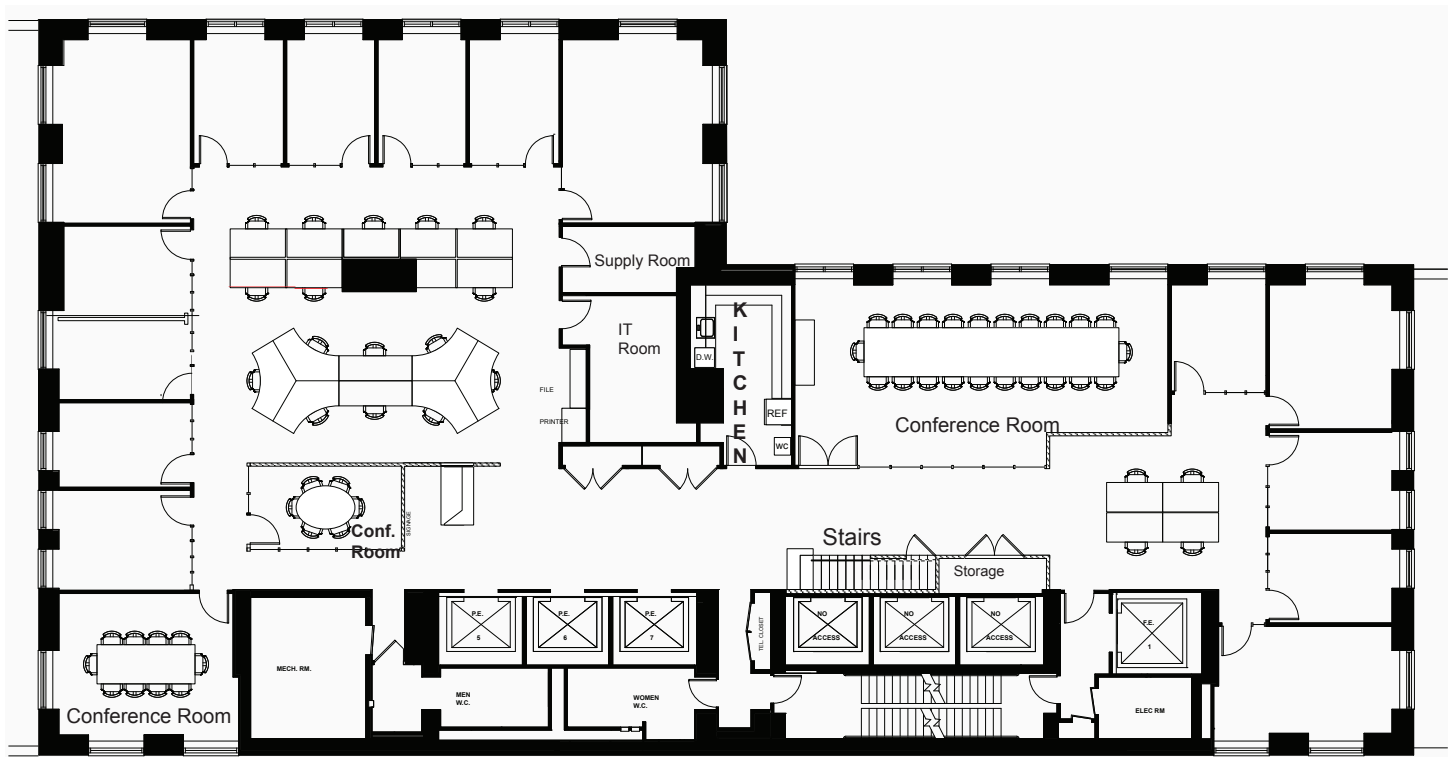 Supply Room
IT
Room
K
I
T
C
H
E
N
D.W.
REF
WC
FILE
PRINTER
Conference Room
Conf.
Room
SIGNAGE
Stairs
Storage
P.E.
5
P.E.
6
P.E.
7
TEL. CLOSET
NO
ACCESS
NO
ACCESS
NO
ACCESS
F.E.
1
MECH. RM.
MEN
W.C.
WOMEN
W.C.
ELEC RM
Conference Room